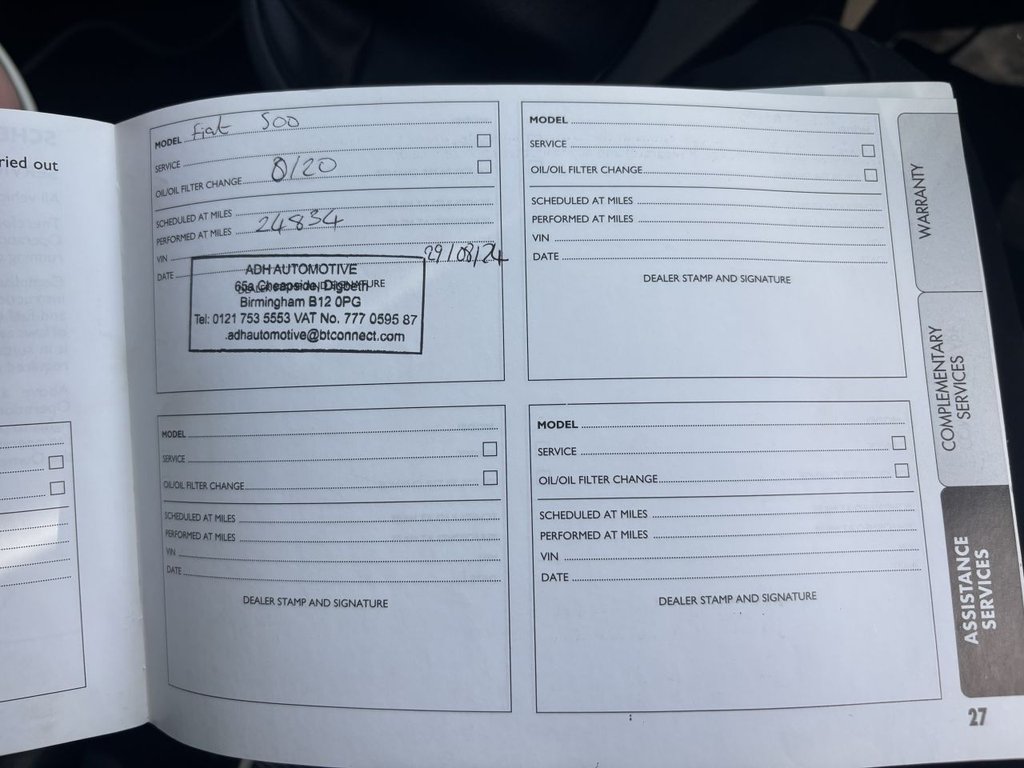 ried out
MODEL Fiat 500
SERVICE
OIL/OIL FILTER CHANGE 8/20
SCHEDULED AT MILES
PERFORMED AT MILES 24834
VIN
DATE 29/08/24
DEALER STAMP AND SIGNATURE
ADH AUTOMOTIVE
65a Cheapside, Digbeth
Birmingham B12 0PG
Tel: 0121 753 5553 VAT No. 777 0595 87
adhautomotive@btconnect.com
MODEL
SERVICE
OIL/OIL FILTER CHANGE
SCHEDULED AT MILES
PERFORMED AT MILES
VIN
DATE
DEALER STAMP AND SIGNATURE
MODEL
SERVICE
OIL/OIL FILTER CHANGE
SCHEDULED AT MILES
PERFORMED AT MILES
VIN
DATE
DEALER STAMP AND SIGNATURE
MODEL
SERVICE
OIL/OIL FILTER CHANGE
SCHEDULED AT MILES
PERFORMED AT MILES
VIN
DATE
DEALER STAMP AND SIGNATURE
WARRANTY
COMPLEMENTARY
SERVICES
ASSISTANCE
SERVICES
27